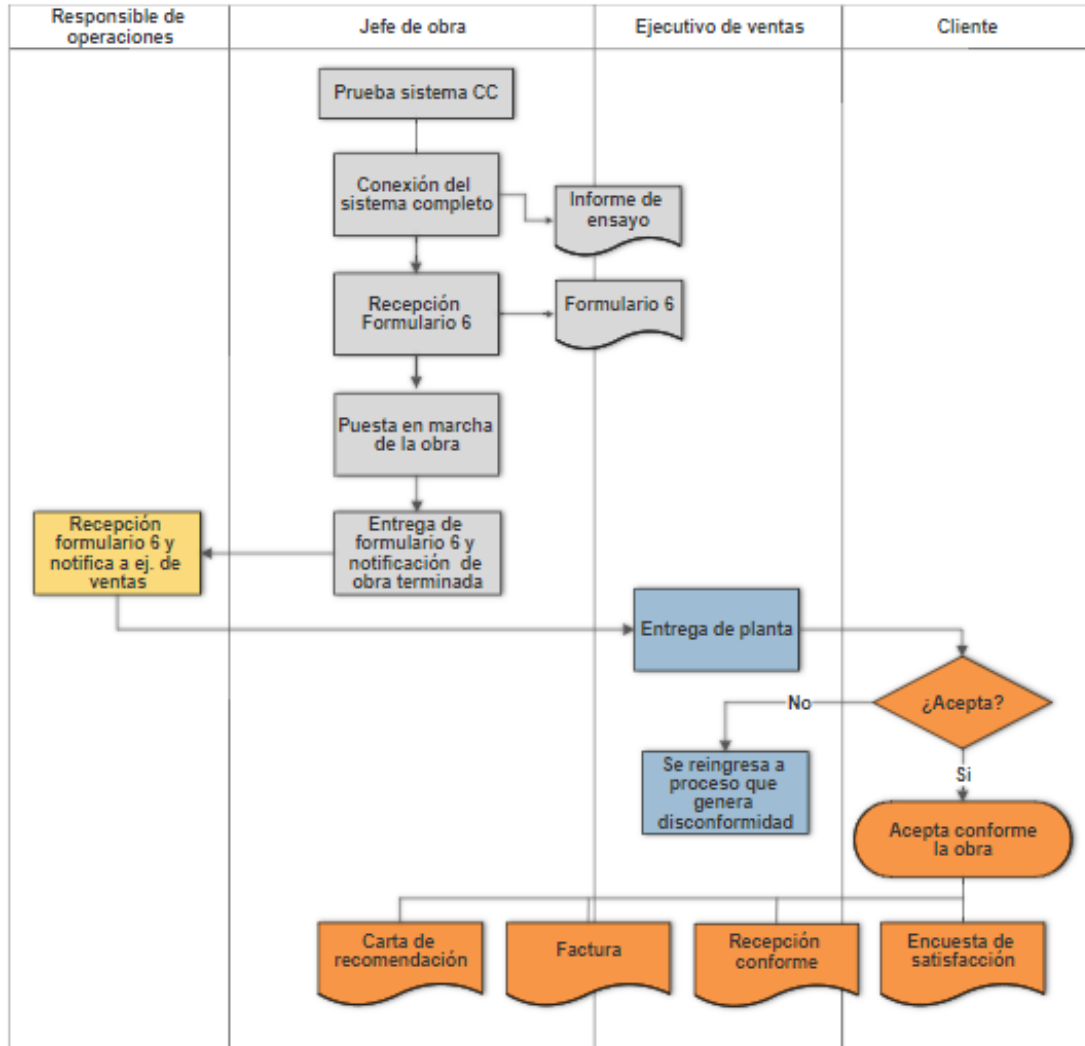 Responsible de
operaciones
Jefe de obra
Ejecutivo de ventas
Cliente
Prueba sistema CC
Conexión del
sistema completo
Informe de
ensayo
Recepción
Formulario 6
Formulario 6
Puesta en marcha
de la obra
Recepción
formulario 6 y
notifica a ej. de
ventas
Entrega de
formulario 6 y
notificación de
obra terminada
Entrega de planta
¿Acepta?
No
Se reingresa a
proceso que
genera
disconformidad
Si
Acepta conforme
la obra
Carta de
recomendación
Factura
Recepción
conforme
Encuesta de
satisfacción